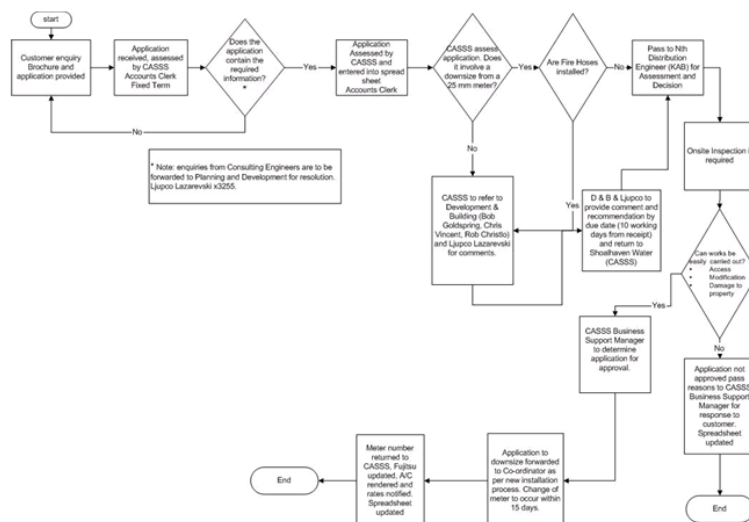 start
Customer enquiry
Brochure and
application provided
Application
received, assessed
by CASSS
Accounts Clerk
Fixed Term
Does the
application
contain the
required
information?
*
Yes
No
Application
Assessed by
CASSS and
entered into spread
sheet
Accounts Clerk
CASSS assess
application. Does
it involve a
downsize from a
25 mm meter?
Yes
No
Are Fire Hoses
installed?
No
Yes
Pass to Nth
Distribution
Engineer (KAB) for
Assessment and
Decision
Onsite Inspection is
required
* Note: enquiries from Consulting Engineers are to be
forwarded to Planning and Development for resolution.
Ljupco Lazarevski x3255.
CASSS to refer to
Development &
Building (Bob
Goldspring,
Chris Vincent,
Rob Christlo)
and Ljupco Lazarevski
for comments.
D & B & Ljupco to
provide comment and
recommendation by
due date (10 working
days from receipt) and
return to
Shoalhaven Water
(CASSS)
Can works be
easily carried out?
• Access
• Modification
• Damage to
property
Yes
No
CASSS Business
Support Manager
to determine
application for
approval.
Application not
approved pass
reasons to CASSS
Business Support
Manager for
response to
customer.
Spreadsheet
updated
End
Application to
downsize forwarded
to Co-ordinator as
per new installation
process. Change of
meter to occur within
15 days.
Meter number
returned to
CASSS, Fujitsu
updated, A/C
rendered and
rates notified.
Spreadsheet
updated
End